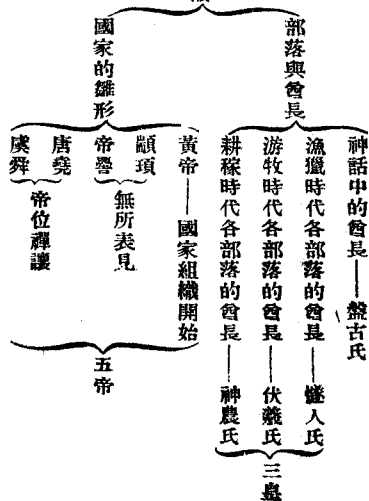 部落與酋長
神話中的酋長——盤古氏
漁獵時代各部落的酋長——燧人氏
游牧時代各部落的酋長——伏羲氏
耕稼時代各部落的酋長——神農氏
三皇
國家的雛形
黃帝——國家組織開始
顓頊
帝嚳
無所表見
唐堯
虞舜
帝位禪讓
五帝